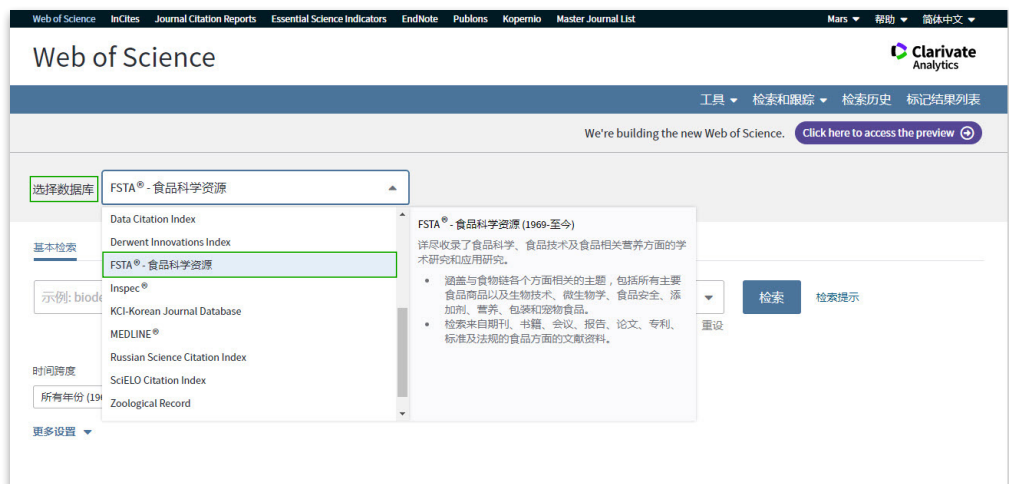 Web of Science InCites Journal Citation Reports Essential Science Indicators EndNote Publons Kopernio Master Journal List Mars 帮助 简体中文
Web of Science
Clarivate
Analytics
工具 检索和跟踪 检索历史 标记结果列表
We're building the new Web of Science. Click here to access the preview
选择数据库 FSTA® - 食品科学资源
Data Citation Index
Derwent Innovations Index
FSTA® - 食品科学资源
Inspec®
KCI-Korean Journal Database
MEDLINE®
Russian Science Citation Index
SciELO Citation Index
Zoological Record
FSTA® - 食品科学资源 (1969-至今)
详尽收录了食品科学、食品技术及食品相关营养方面的学
术研究和应用研究。
• 涵盖与食物链各个方面相关的主题，包括所有主要
食品商品以及生物技术、微生物学、食品安全、添
加剂、营养、包装和宠物食品。
• 检索来自期刊、书籍、会议、报告、论文、专利、
标准及法规的食品方面的文献资料。
基本检索
示例: biode
检索 检索提示
重设
时间跨度
所有年份 (196
更多设置